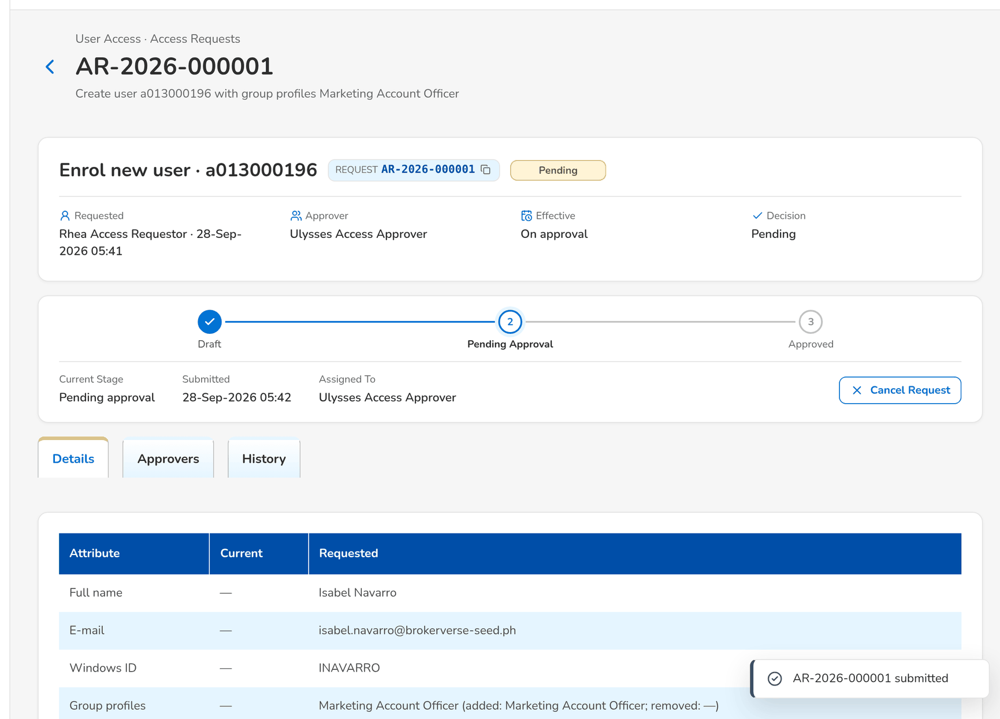 User Access · Access Requests
AR-2026-000001
Create user a013000196 with group profiles Marketing Account Officer
Enrol new user · a013000196
REQUEST AR-2026-000001
Pending
Requested
Rhea Access Requestor · 28-Sep-
2026 05:41
Approver
Ulysses Access Approver
Effective
On approval
Decision
Pending
2
3
Draft
Pending Approval
Approved
Current Stage
Pending approval
Submitted
28-Sep-2026 05:42
Assigned To
Ulysses Access Approver
Cancel Request
Details
Approvers
History
Attribute
Current
Requested
Full name
—
Isabel Navarro
E-mail
—
isabel.navarro@brokerverse-seed.ph
Windows ID
—
INAVARRO
Group profiles
—
Marketing Account Officer (added: Marketing Account Officer; removed: —)
AR-2026-000001 submitted